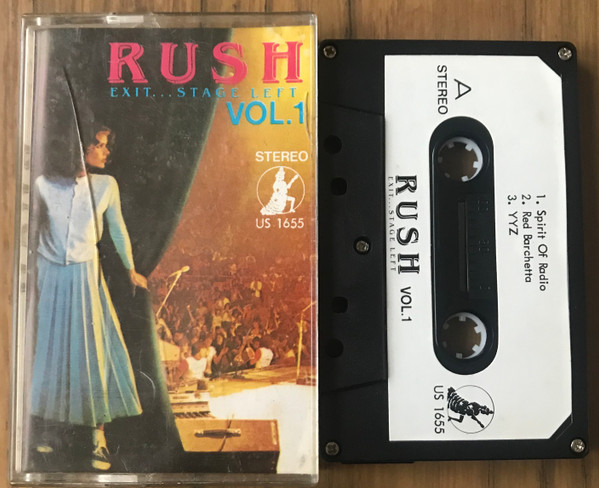 RUSH
EXIT...STAGE LEFT
VOL.1
STEREO
US 1655
A
STEREO
1. Spirit Of Radio
2. Red Barchetta
3. YYZ
RUSH
EXIT...STAGE LEFT
VOL.1
US 1655